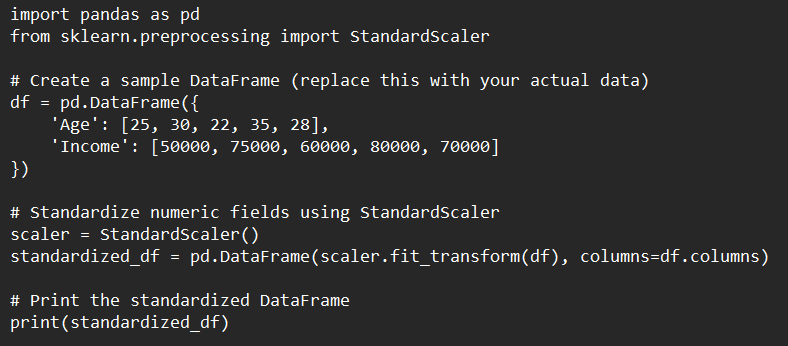 import pandas as pd
from sklearn.preprocessing import StandardScaler

# Create a sample DataFrame (replace this with your actual data)
df = pd.DataFrame({
    'Age': [25, 30, 22, 35, 28],
    'Income': [50000, 75000, 60000, 80000, 70000]
})

# Standardize numeric fields using StandardScaler
scaler = StandardScaler()
standardized_df = pd.DataFrame(scaler.fit_transform(df), columns=df.columns)

# Print the standardized DataFrame
print(standardized_df)